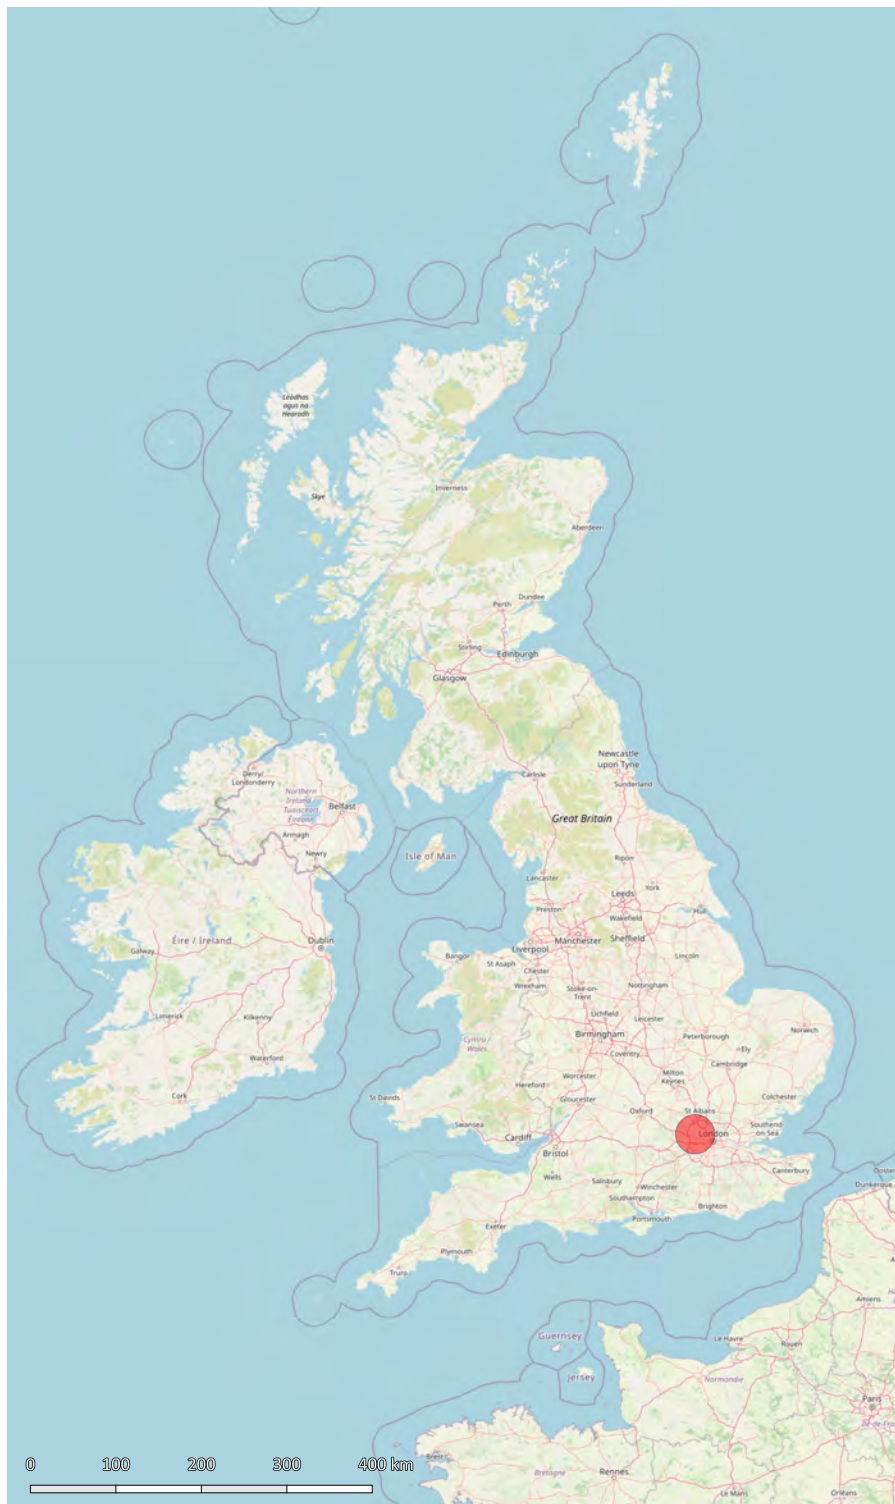 Leodhas
agus na
Hearadh
Skye
Inverness
Aberdeen
Dundee
Perth
Stirling
Edinburgh
Glasgow
Newcastle
upon Tyne
Derry/
Londonderry
Carlisle
Sunderland
Northern
Ireland /
Tuaisceart
Éireann
Belfast
Great Britain
Armagh
Newry
Isle of Man
Ripon
Lancaster
York
Leeds
Preston
Wakefield
Hull
Éire / Ireland
Dublin
Galway
Liverpool
Manchester
Sheffield
Bangor
St Asaph
Lincoln
Chester
Wrexham
Stoke-on-
Trent
Nottingham
Limerick
Kilkenny
Lichfield
Leicester
Norwich
Birmingham
Peterborough
Cymru /
Wales
Ely
Coventry
Waterford
Cambridge
Worcester
Milton
Keynes
Hereford
Cork
St Davids
Gloucester
Colchester
Oxford
St Albans
Swansea
Southend-
on-Sea
Cardiff
London
Bristol
Canterbury
Wells
Salisbury
Winchester
Dunkerque
Southampton
Brighton
Portsmouth
Exeter
Plymouth
Truro
Amiens
Guernsey
Le Havre
Rouen
Jersey
Normandie
Paris
Brest
Bretagne
Rennes
Le Mans
Orléans
0 100 200 300 400 km